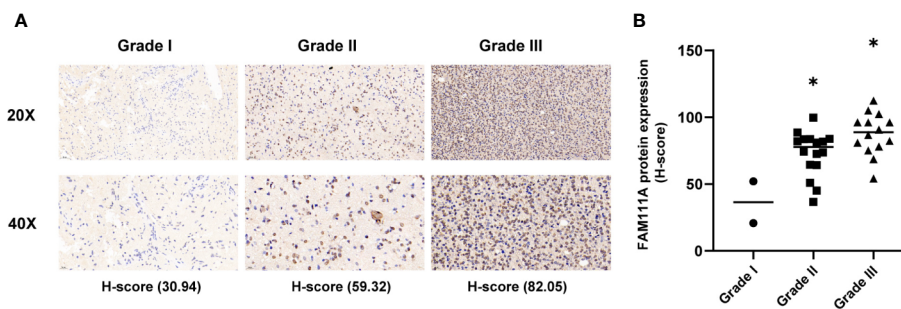 A
Grade I
Grade II
Grade III
20X
40X
H-score (30.94)
H-score (59.32)
H-score (82.05)
B
FAM111A protein expression
(H-score)
150
100
50
0
*
*
Grade I
Grade II
Grade III